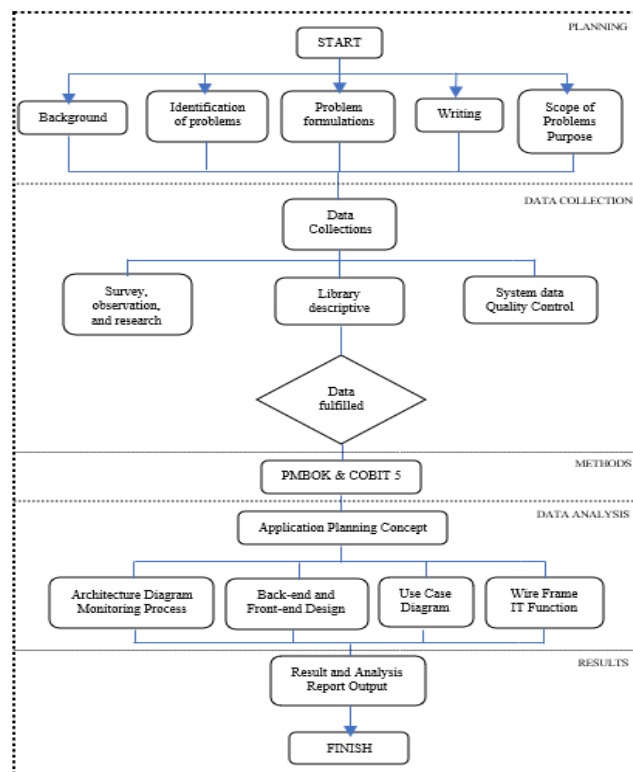 PLANNING
START
Background
Identification
of problems
Problem
formulations
Writing
Scope of
Problems
Purpose
DATA COLLECTION
Data
Collections
Survey,
observation,
and research
Library
descriptive
System data
Quality Control
Data
fulfilled
METHODS
PMBOK & COBIT 5
DATA ANALYSIS
Application Planning Concept
Architecture Diagram
Monitoring Process
Back-end and
Front-end Design
Use Case
Diagram
Wire Frame
IT Function
RESULTS
Result and Analysis
Report Output
FINISH